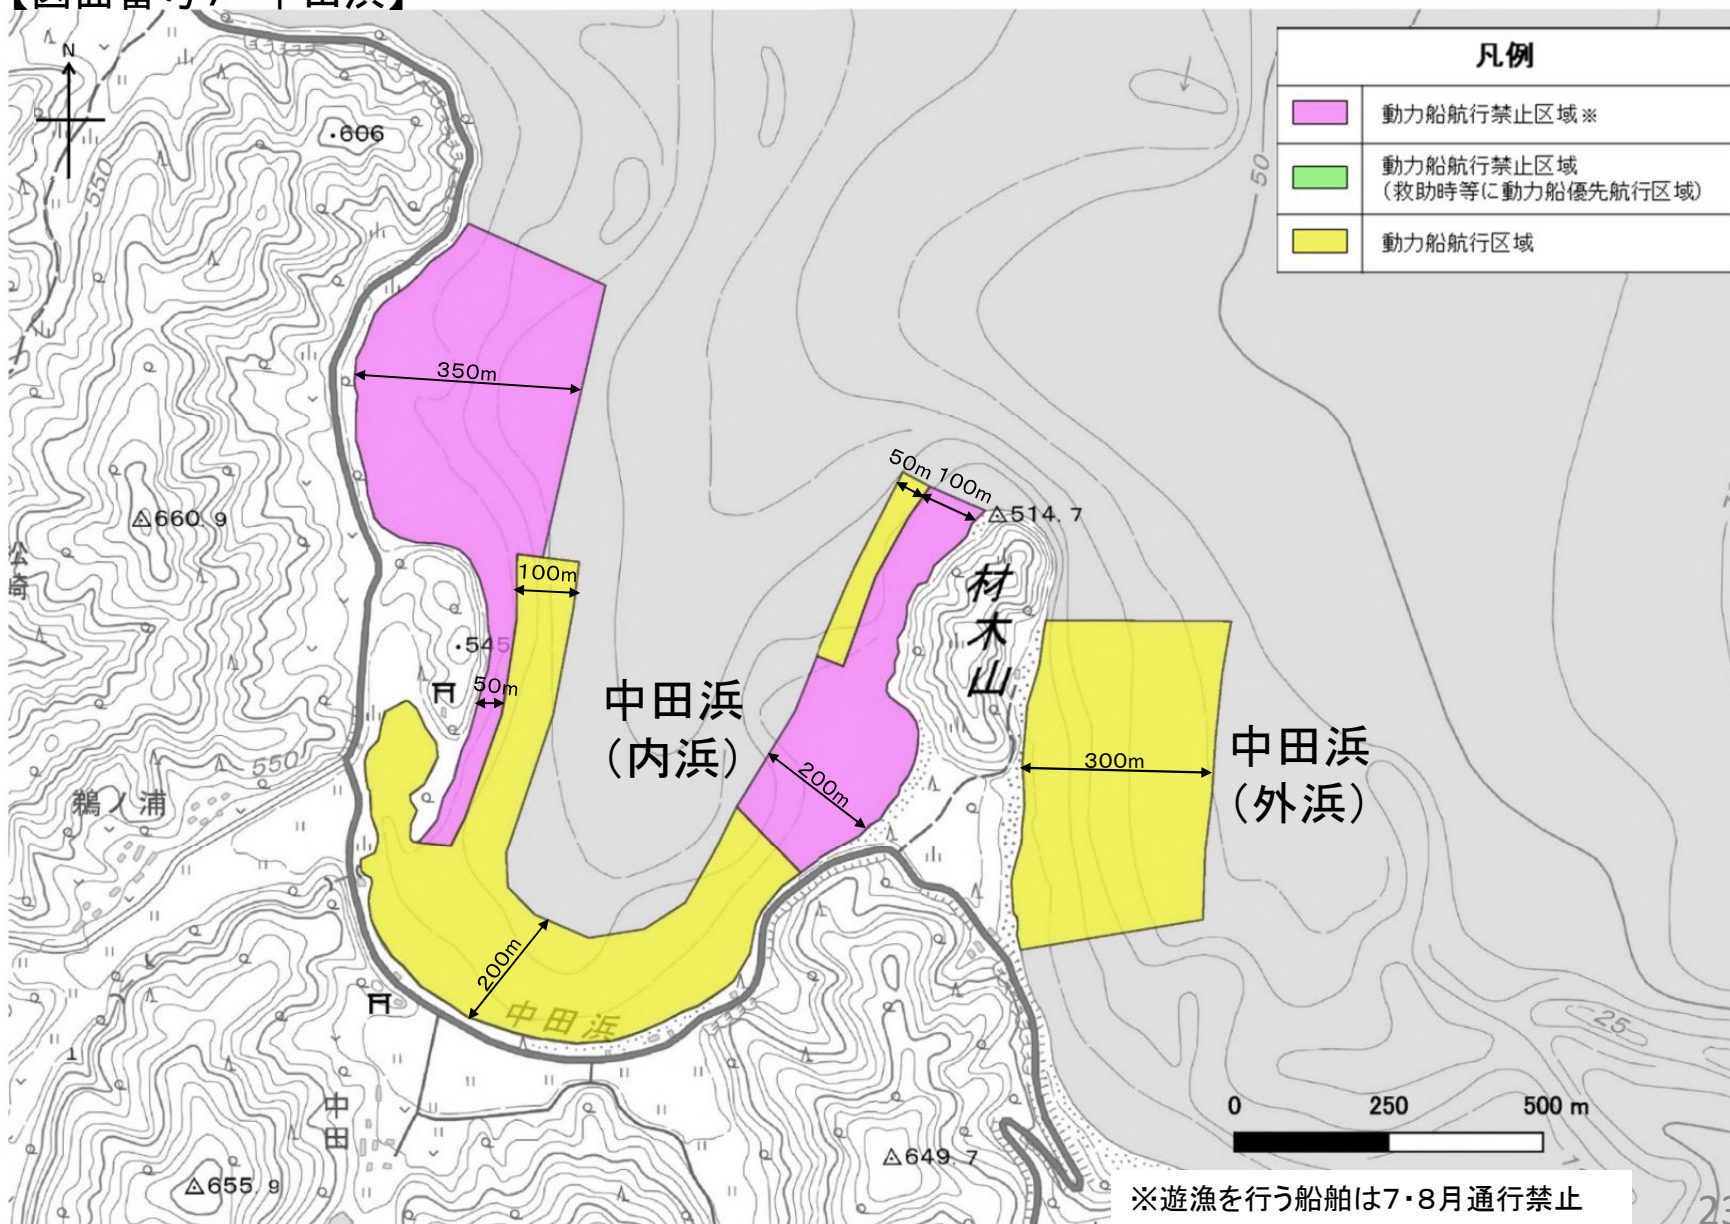 凡例
動力船航行禁止区域※
動力船航行禁止区域
(救助時等に動力船優先航行区域)
動力船航行区域
N
550
・606
50
350m
50m
100m
△514.7
△660.9
材木山
100m
・545
50m
中田浜
(内浜)
中田浜
(外浜)
300m
200m
550
鵜ノ浦
200m
中田浜
25
1
中田
0 250 500 m
△649.7
△655.9
※遊漁を行う船舶は7・8月通行禁止